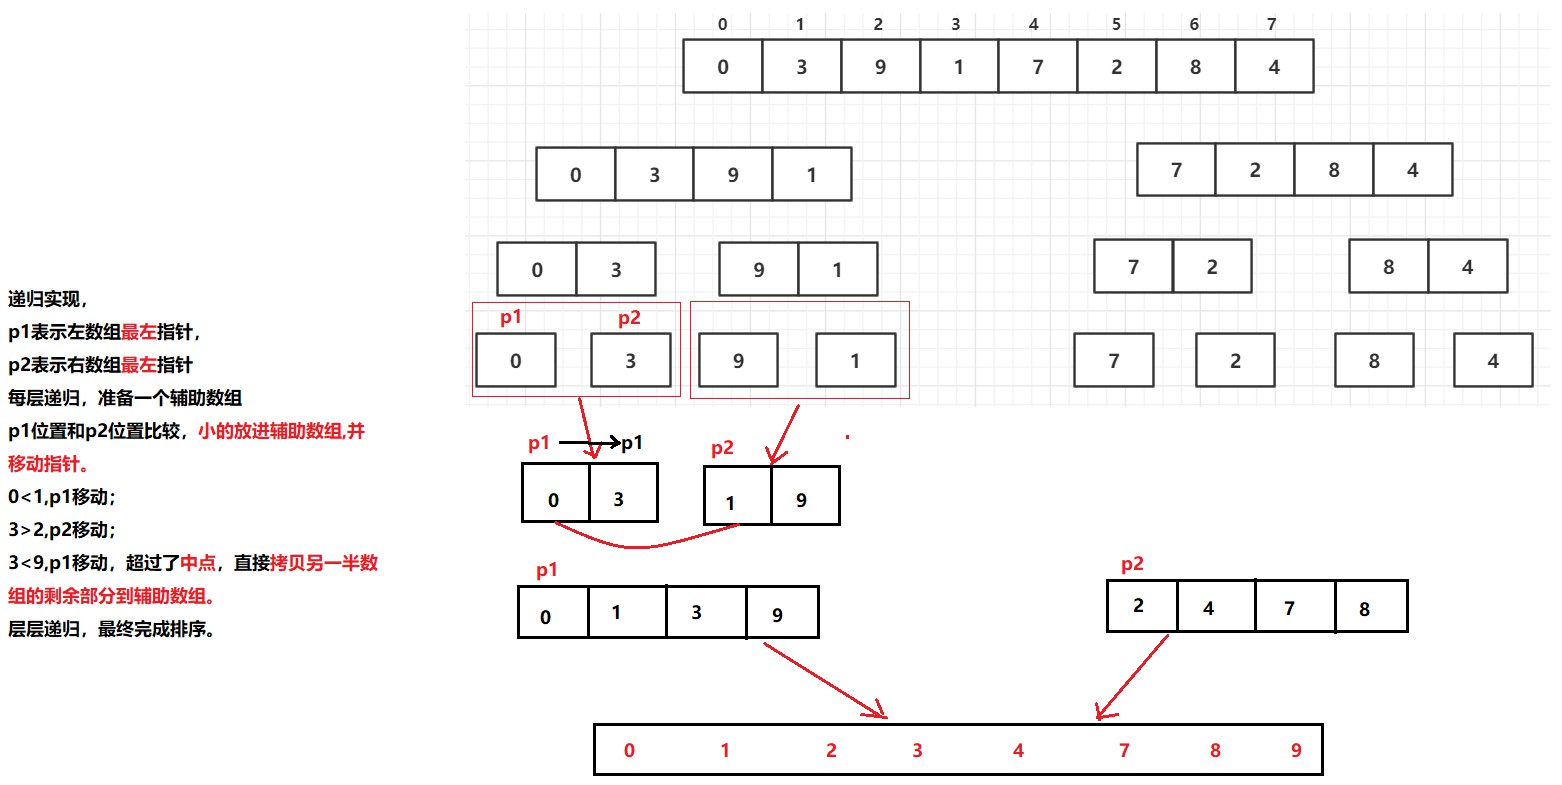 0 1 2 3 4 5 6 7
0 3 9 1 7 2 8 4
0 3 9 1 7 2 8 4
0 3 9 1 7 2 8 4
递归实现，
p1表示左数组最左指针，
p2表示右数组最左指针
每层递归，准备一个辅助数组
p1位置和p2位置比较，小的放进辅助数组,并
移动指针。
0<1,p1移动；
3>2,p2移动；
3<9,p1移动，超过了中点，直接拷贝另一半数
组的剩余部分到辅助数组。
层层递归，最终完成排序。
p1 p2
0 3 9 1 7 2 8 4
p1 p1 p2
0 3 1 9
p1 p2
0 1 3 9 2 4 7 8
0 1 2 3 4 7 8 9